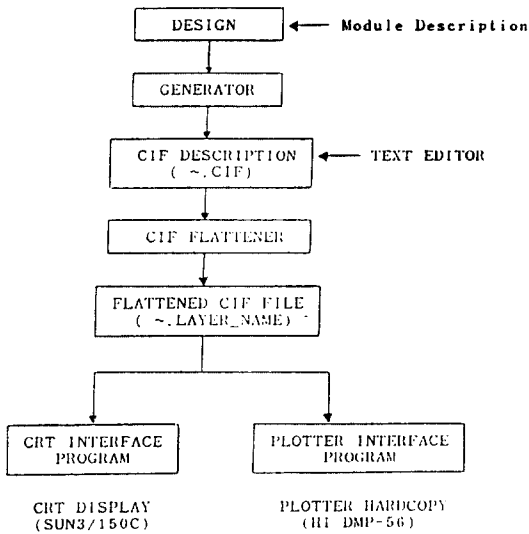 DESIGN
Module Description
GENERATOR
CIF DESCRIPTION
( ~.CIF)
TEXT EDITOR
CIF FLATTENER
FLATTENED CIF FILE
( ~.LAYER_NAME)
CRT INTERFACE
PROGRAM
PLOTTER INTERFACE
PROGRAM
CRT DISPLAY
(SUN3/150C)
PLOTTER HARDCOPY
(HI DMP-56)